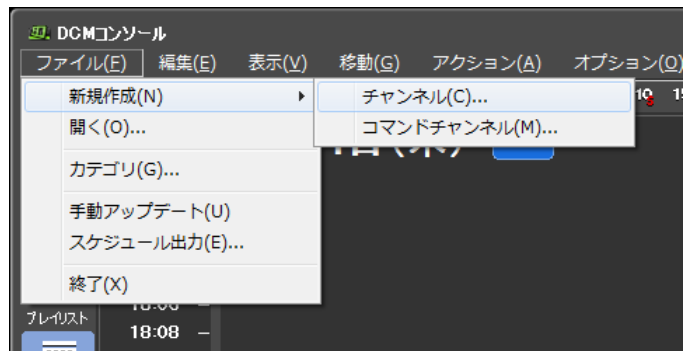 DCMコンソール
ファイル(F) 編集(E) 表示(V) 移動(G) アクション(A) オプション(O)
新規作成(N)
チャンネル(C)...
コマンドチャンネル(M)...
開く(O)...
カテゴリ(G)...
手動アップデート(U)
スケジュール出力(E)...
終了(X)
プレイリスト
18:08